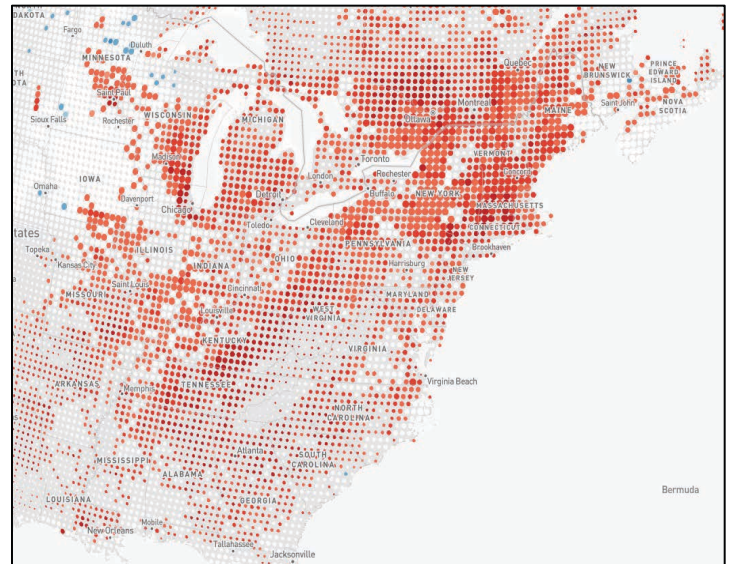 NORTH
DAKOTA
Fargo
Duluth
MINNESOTA
TH
OTA
Saint Paul
Sioux Falls
Rochester
WISCONSIN
MICHIGAN
Quebec
NEW
BRUNSWICK
PRINCE
EDWARD
ISLAND
Montreal
Ottawa
MAINE
Saint John
NOVA
SCOTIA
Madison
Toronto
VERMONT
IOWA
London
Rochester
Concord
Omaha
Detroit
Buffalo
NEW YORK
Davenport
Chicago
MASSACHUSETTS
Toledo
Cleveland
CONNECTICUT
tates
ILLINOIS
PENNSYLVANIA
Brookhaven
Topeka
Kansas City
INDIANA
OHIO
Harrisburg
NEW
JERSEY
Saint Louis
Cincinnati
MISSOURI
MARYLAND
Louisville
WEST
VIRGINIA
DELAWARE
KENTUCKY
VIRGINIA
ARKANSAS
Memphis
TENNESSEE
Virginia Beach
NORTH
CAROLINA
Atlanta
SOUTH
CAROLINA
MISSISSIPPI
ALABAMA
LOUISIANA
GEORGIA
Bermuda
New Orleans
Mobile
Tallahassee
Jacksonville